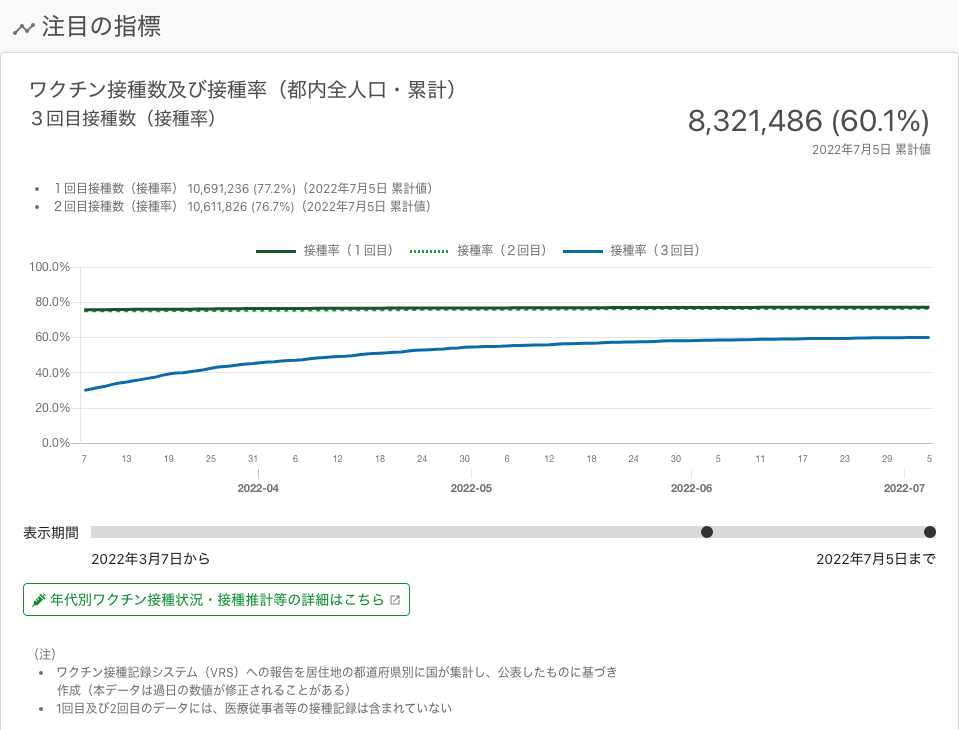 注目の指標
ワクチン接種数及び接種率（都内全人口・累計）
３回目接種数（接種率）
8,321,486 (60.1%)
2022年7月5日 累計値
１回目接種数（接種率） 10,691,236 (77.2%)（2022年7月5日 累計値）
２回目接種数（接種率） 10,611,826 (76.7%)（2022年7月5日 累計値）
接種率（１回目） 接種率（２回目） 接種率（３回目）
100.0%
80.0%
60.0%
40.0%
20.0%
0.0%
7 13 19 25 31 6 12 18 24 30 6 12 18 24 30 5 11 17 23 29 5
2022-04 2022-05 2022-06 2022-07
表示期間
2022年3月7日から 2022年7月5日まで
年代別ワクチン接種状況・接種推計等の詳細はこちら
（注）
ワクチン接種記録システム（VRS）への報告を居住地の都道府県別に国が集計し、公表したものに基づき
作成（本データは過日の数値が修正されることがある）
1回目及び2回目のデータには、医療従事者等の接種記録は含まれていない